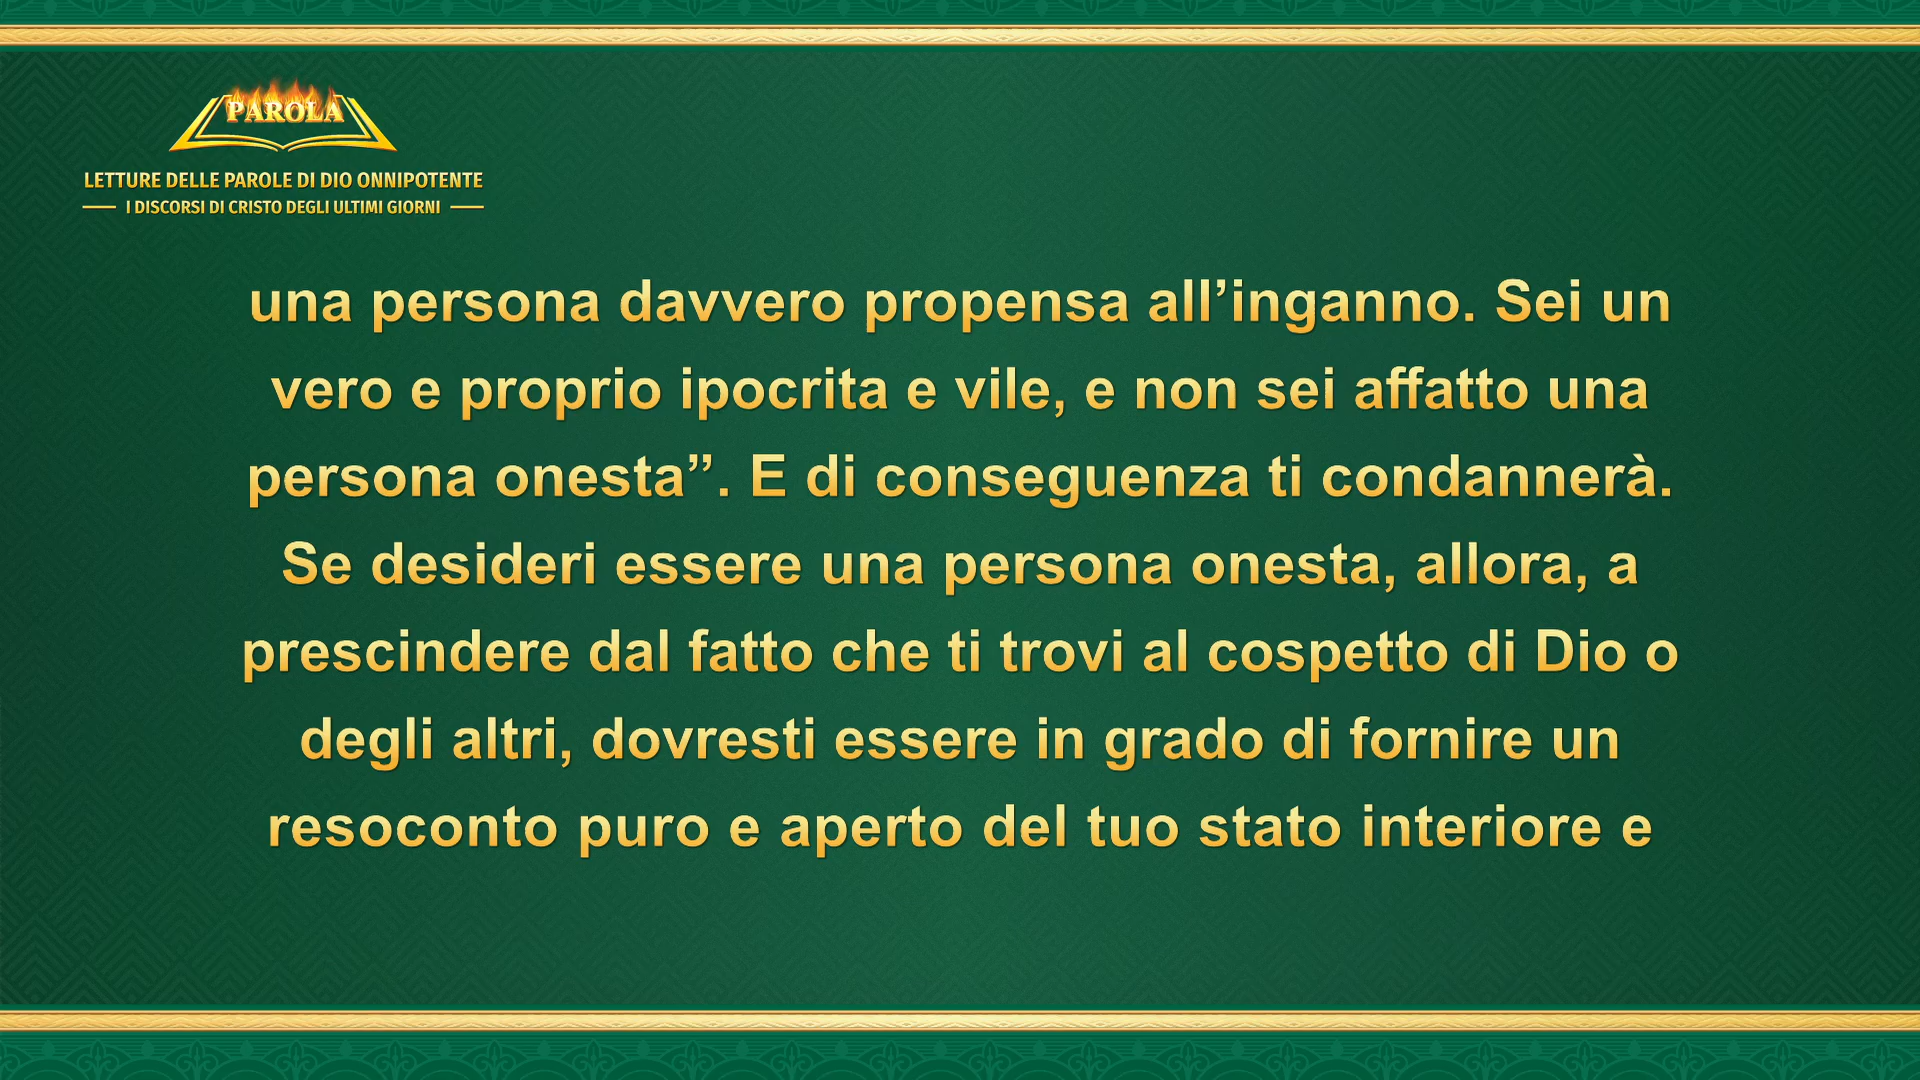 PAROLA
LETTURE DELLE PAROLE DI DIO ONNIPOTENTE
I DISCORSI DI CRISTO DEGLI ULTIMI GIORNI
una persona davvero propensa all’inganno. Sei un
vero e proprio ipocrita e vile, e non sei affatto una
persona onesta”. E di conseguenza ti condannerà.
Se desideri essere una persona onesta, allora, a
prescindere dal fatto che ti trovi al cospetto di Dio o
degli altri, dovresti essere in grado di fornire un
resoconto puro e aperto del tuo stato interiore e